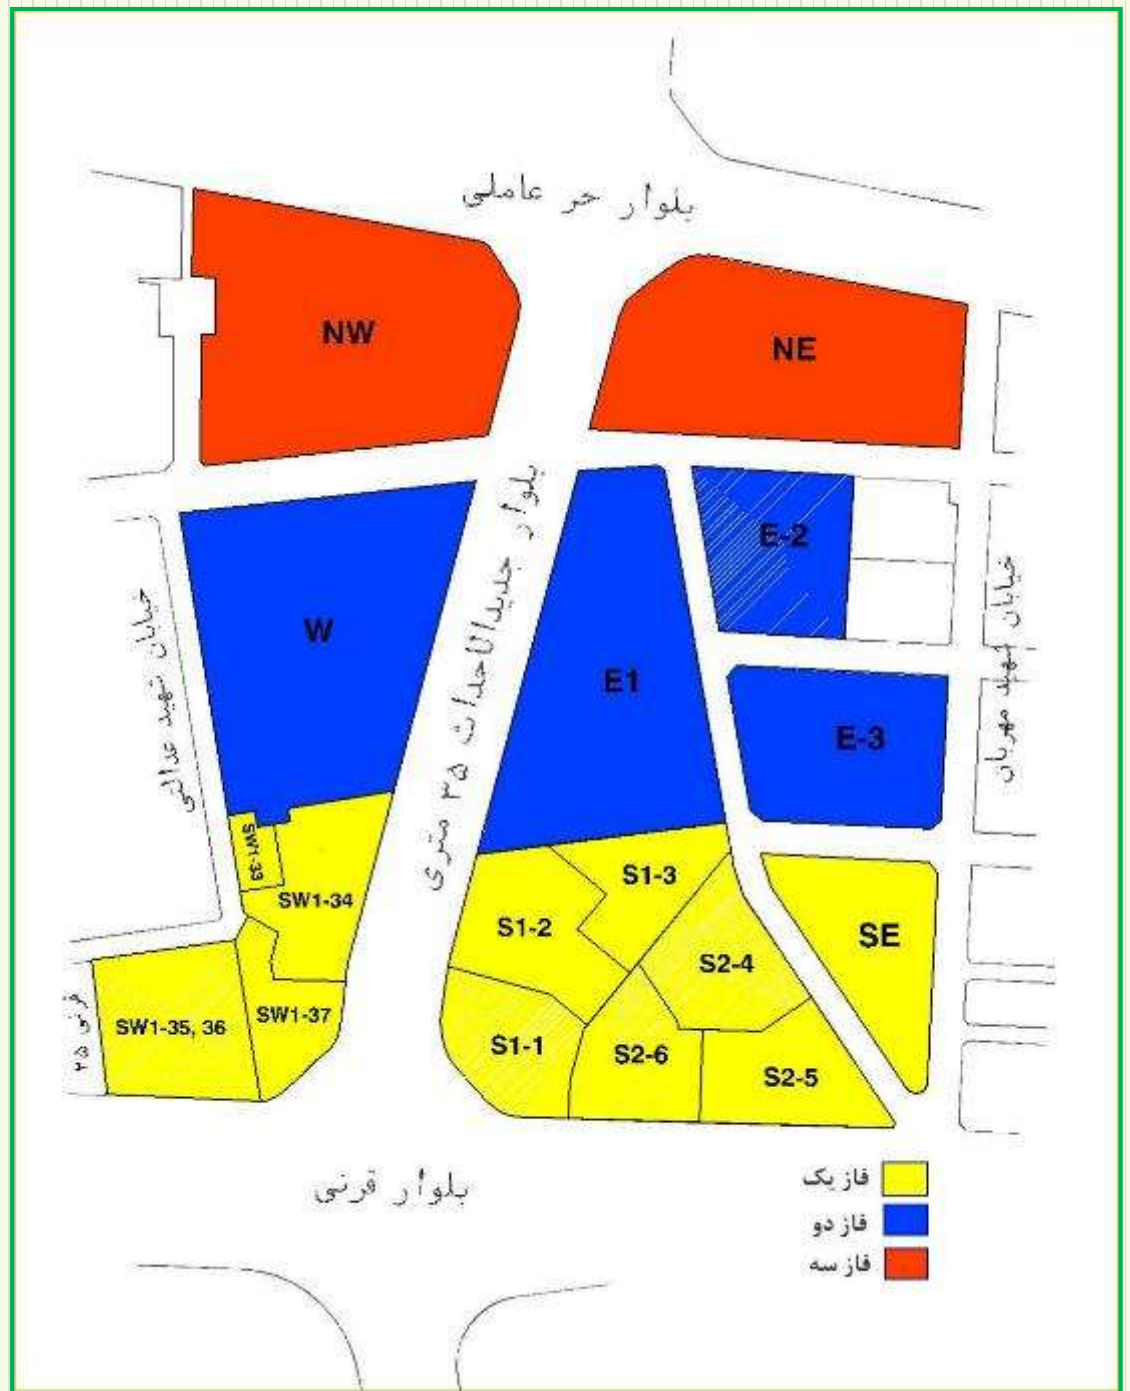 بلوار حر عاملی
NW
NE
بلوار جدیدالاحداث ۳۵ متری
E-2
خیابان شهید عدالتی
W
E1
خیابان شهید مهربان
E-3
SW1-33
SW1-34
S1-3
S1-2
SE
S2-4
قرنی ۲۵
SW1-35, 36
SW1-37
S1-1
S2-6
S2-5
بلوار قرنی
فاز یک
فاز دو
فاز سه